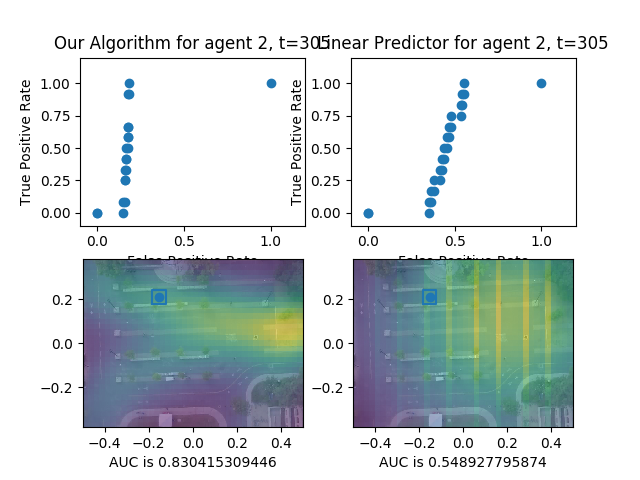 Our Algorithm for agent 2, t=305
Linear Predictor for agent 2, t=305
True Positive Rate
1.00
0.75
0.50
0.25
0.00
0.0 0.5 1.0
False Positive Rate
True Positive Rate
1.00
0.75
0.50
0.25
0.00
0.0 0.5 1.0
False Positive Rate
0.2
0.0
−0.2
−0.4 −0.2 0.0 0.2 0.4
AUC is 0.830415309446
0.2
0.0
−0.2
−0.4 −0.2 0.0 0.2 0.4
AUC is 0.548927795874